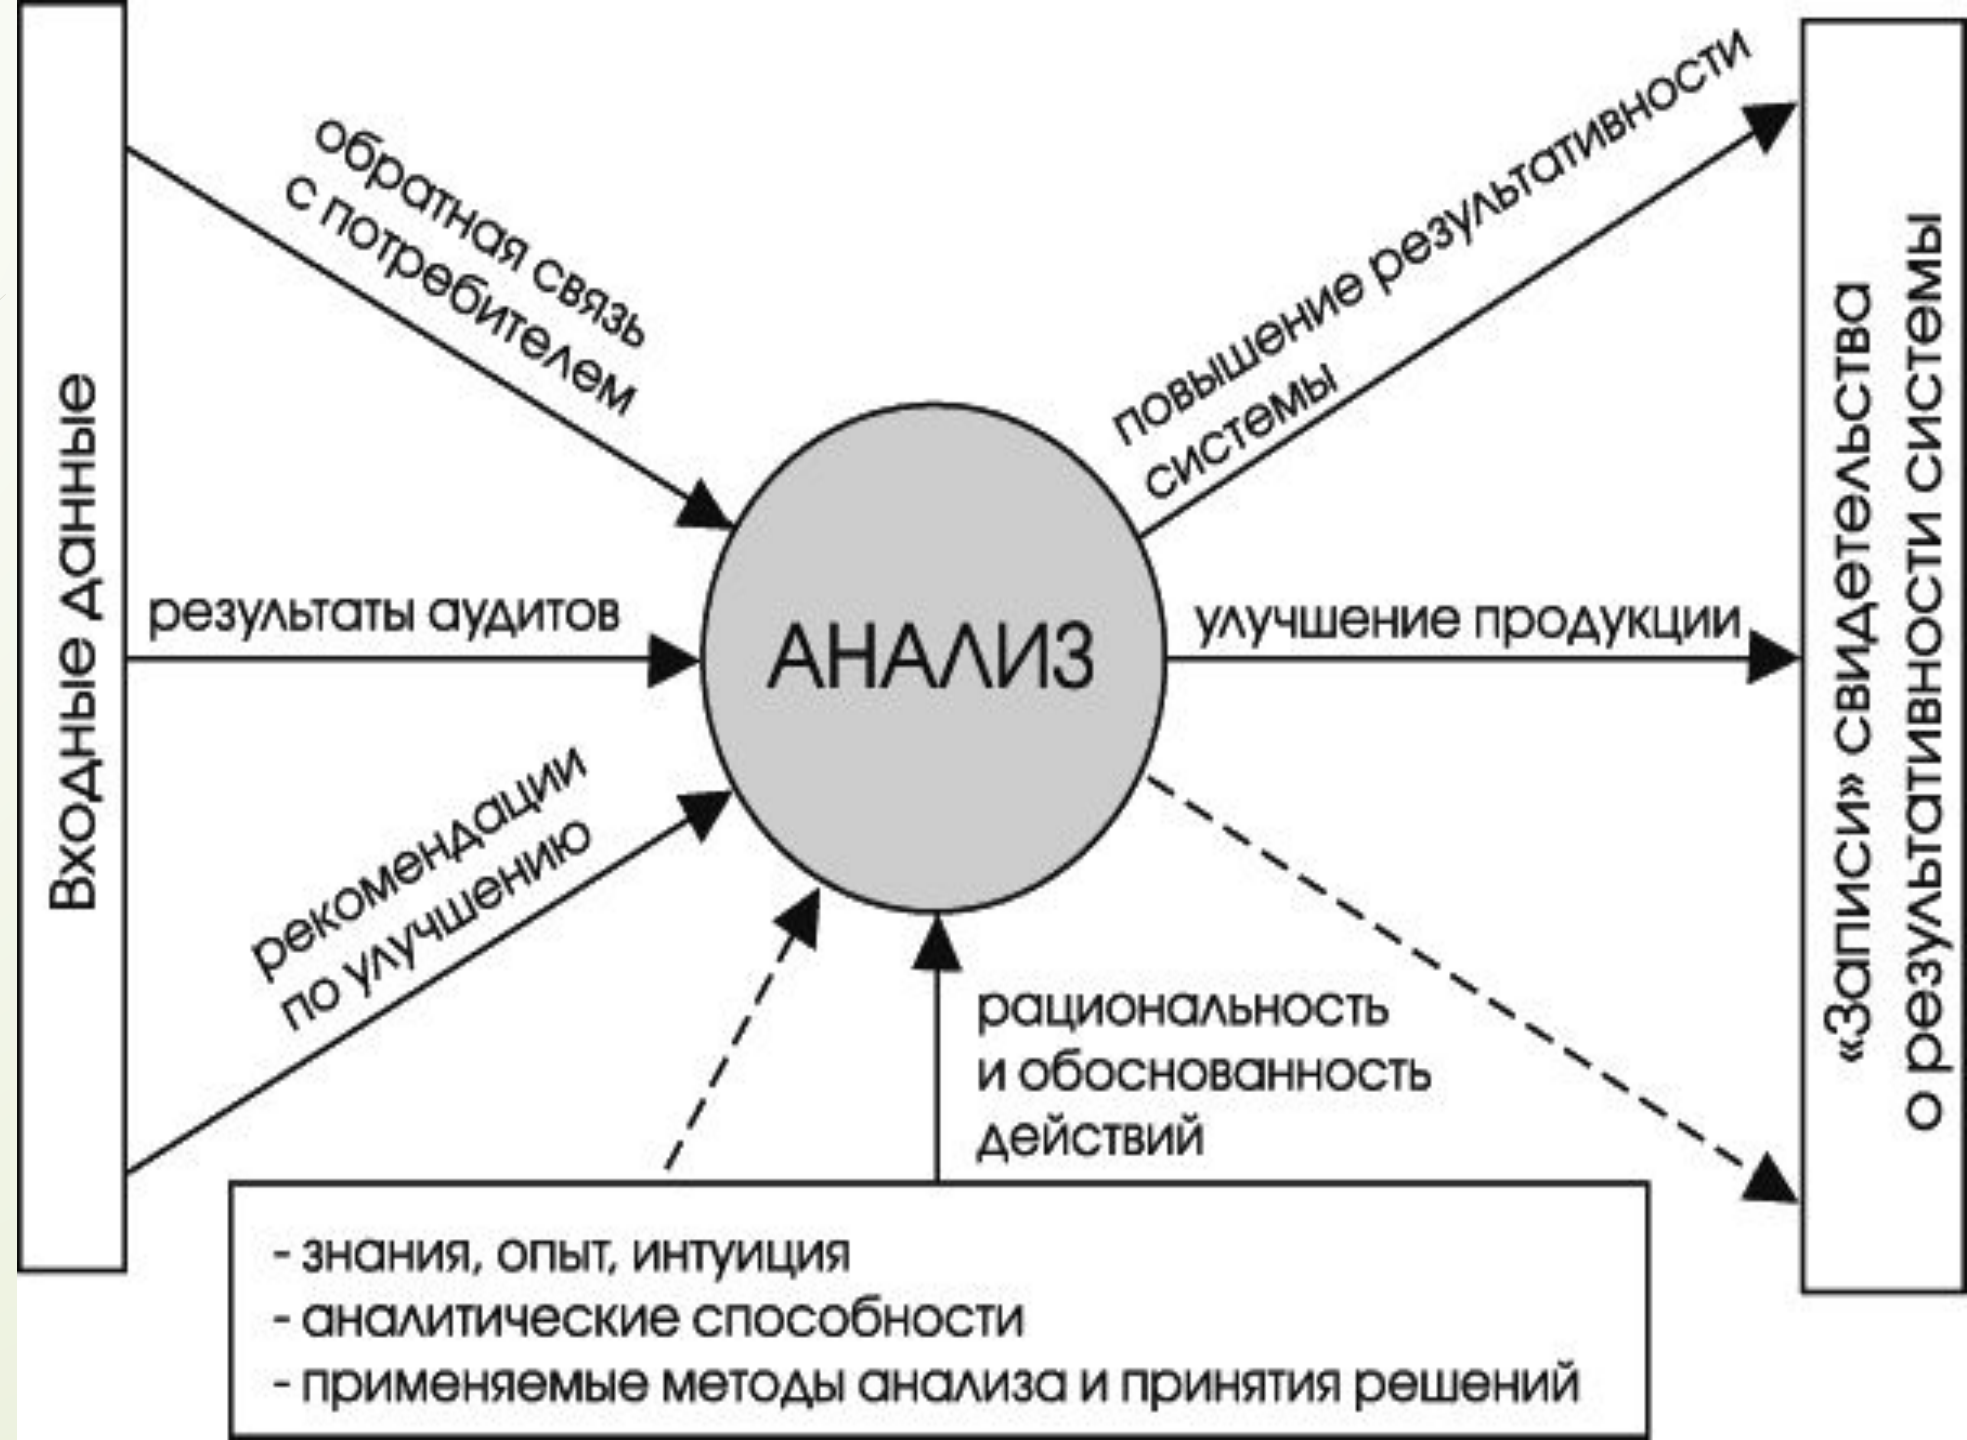 Входные данные
обратная связь
с потребителем
результаты аудитов
рекомендации
по улучшению
АНАЛИЗ
повышение результативности
системы
улучшение продукции
рациональность
и обоснованность
действий
- знания, опыт, интуиция
- аналитические способности
- применяемые методы анализа и принятия решений
«Записи» свидетельства
о результативности системы